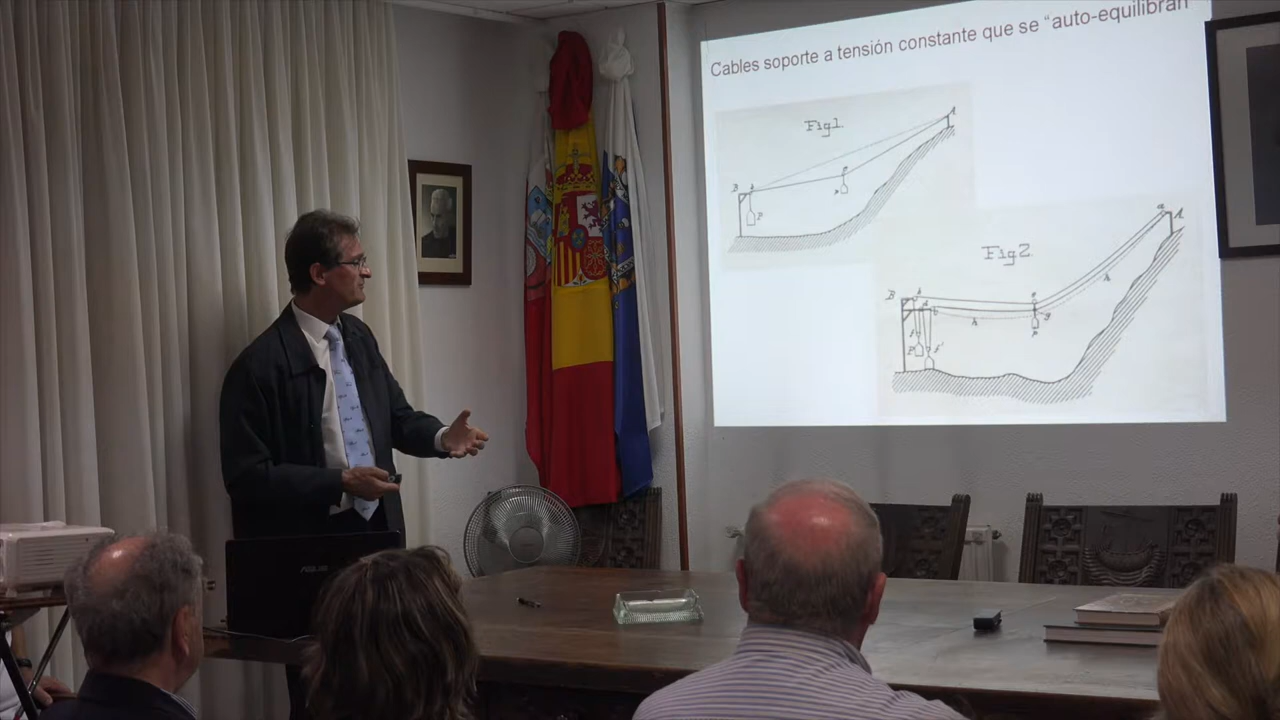 Cables soporte a tensión constante que se "auto-equilibran
Fig1
A
B
P
Fig2
A
B
h
h
P
ASUS